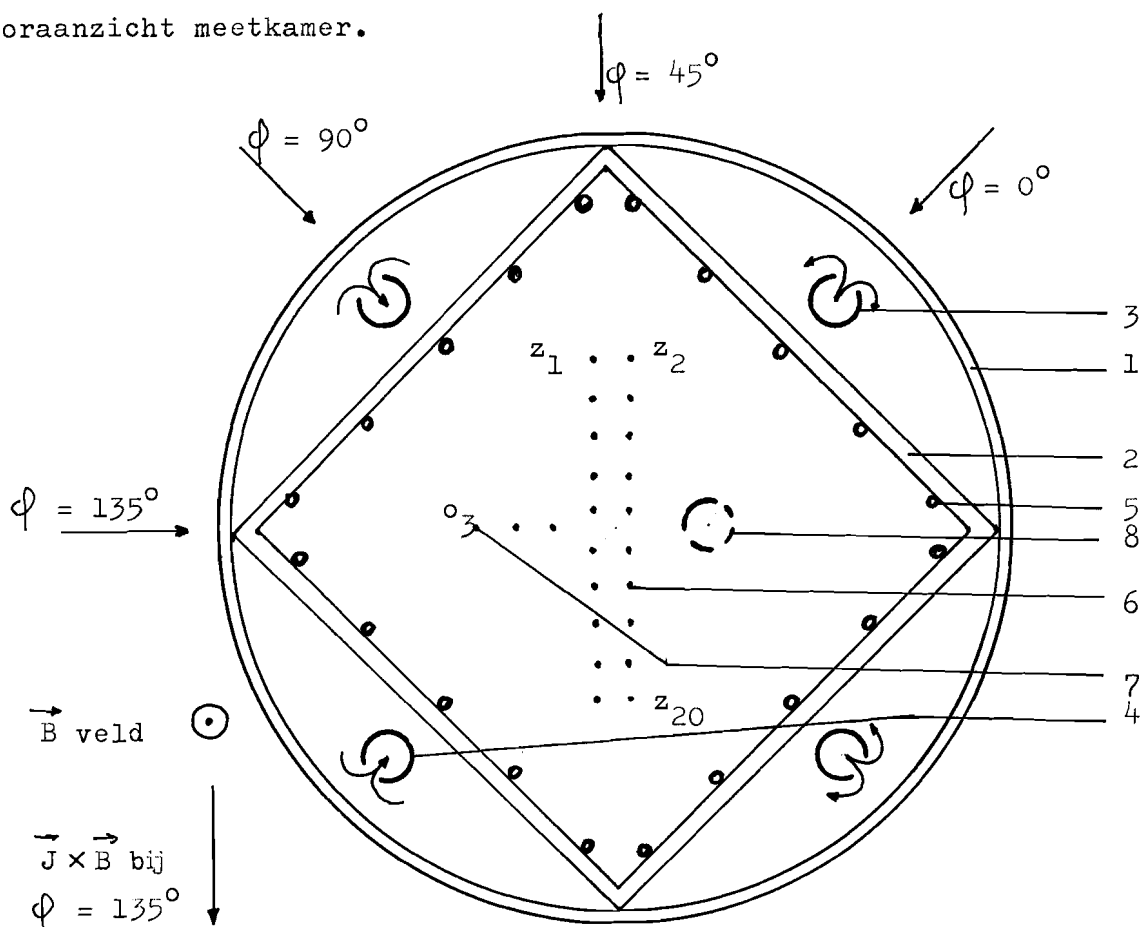 oraanzicht meetkamer.
φ = 45°
φ = 90°
φ = 0°
3
z₁ z₂
1
2
φ = 135°
o₃
5
8
6
z₂₀
7
4
B⃗ veld
J⃗ × B⃗ bij
φ = 135°